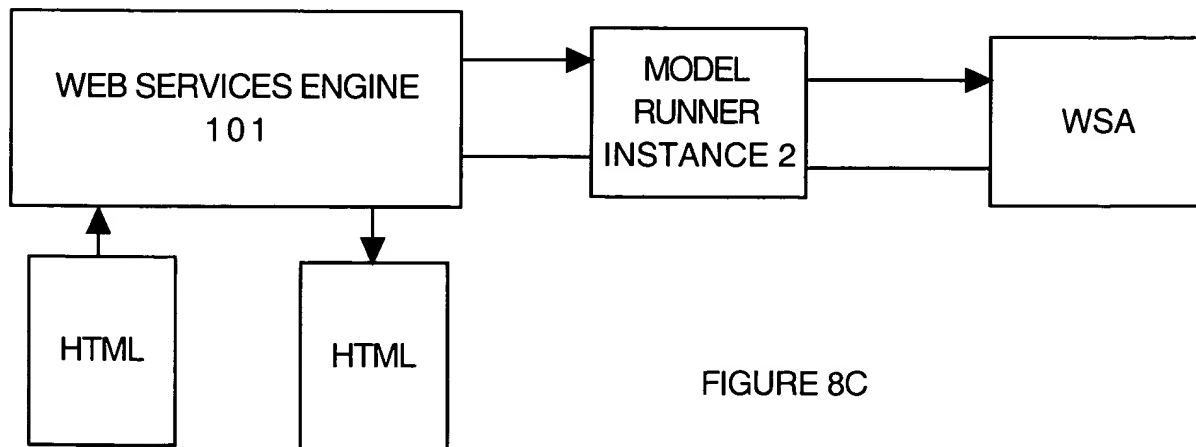 WEB SERVICES ENGINE
101
MODEL
RUNNER
INSTANCE 2
WSA
HTML
HTML
FIGURE 8C